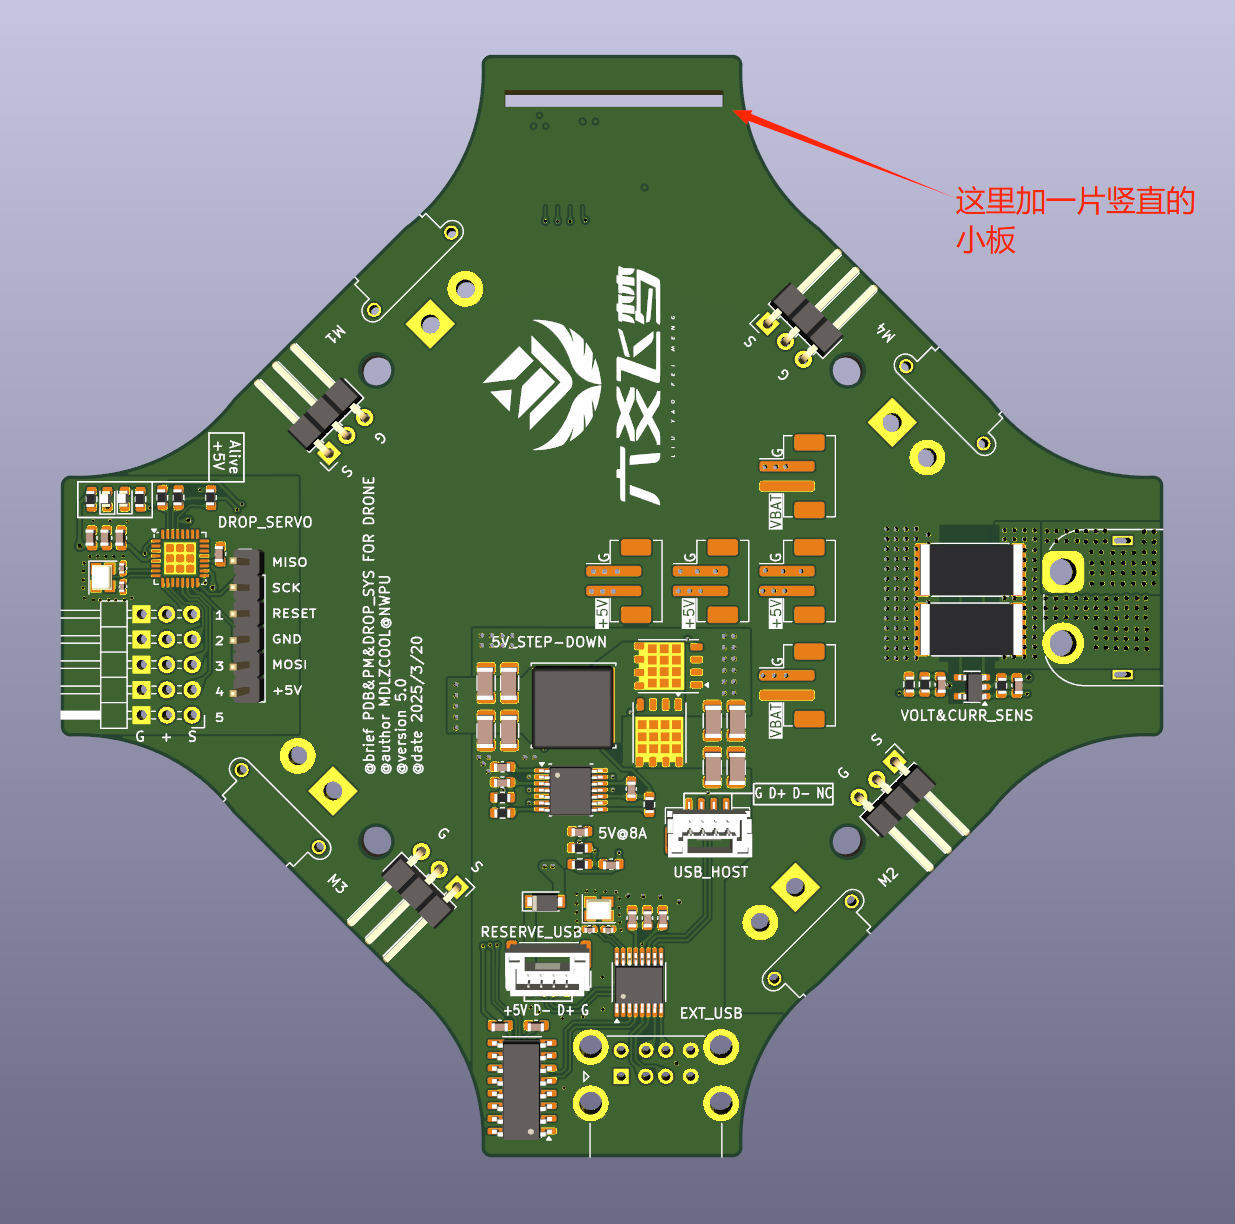 这里加一片竖直的
小板
M1
S
G
M4
G
S
六爻飞梦
LIU YAO FEI MENG
Alive
+5V
DROP_SERVO
MISO
SCK
RESET
GND
MOSI
+5V
1
2
3
4
5
G + S
@brief PDB&PM&DROP_SYS FOR DRONE
@author MDLZCOOL@NWPU
@version 5.0
@date 2025/3/20
G
VBAT
G
+5V
G
+5V
G
+5V
G
VBAT
5V_STEP-DOWN
VOLT&CURR_SENS
G D+ D- NC
5V@8A
USB_HOST
S
G
M2
G
S
M3
RESERVE_USB
+5V D- D+ G
EXT_USB